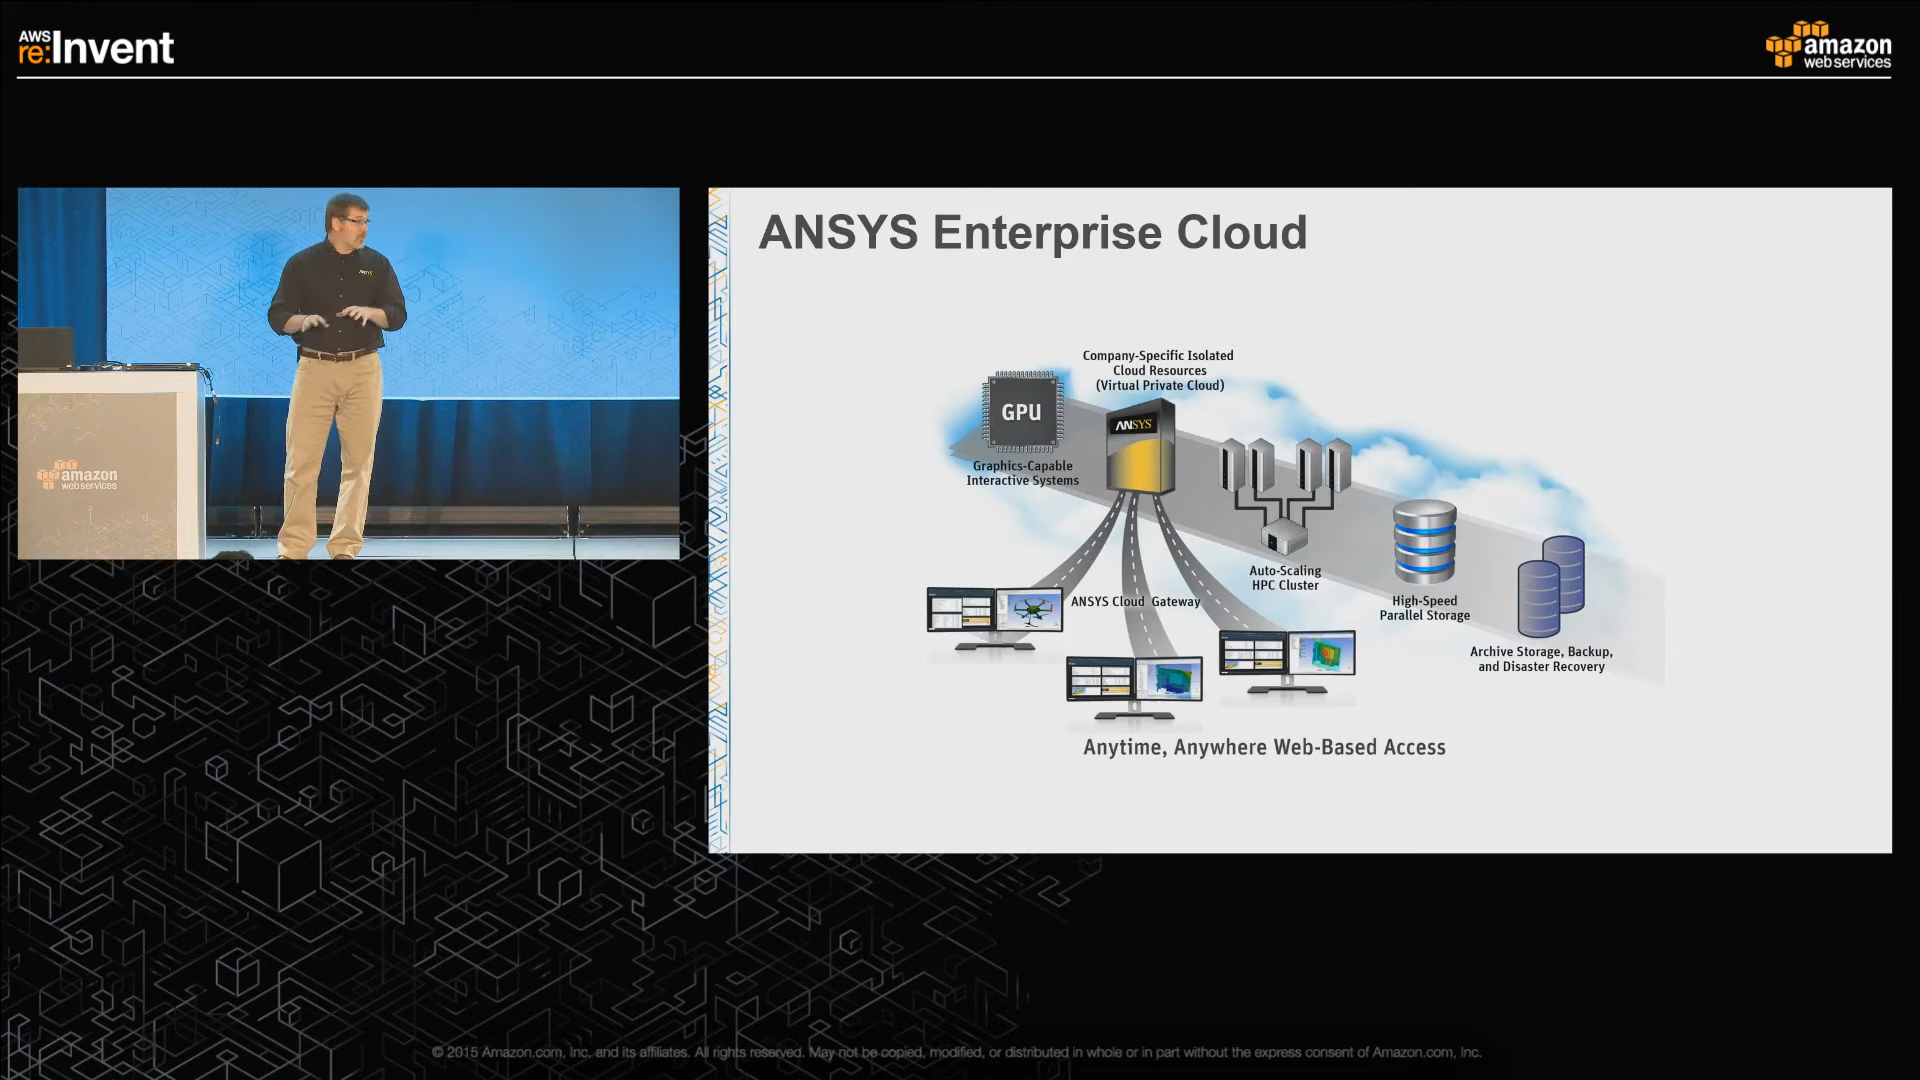 AWS
re:Invent
amazon
web services
ANSYS
amazon
web services
ANSYS Enterprise Cloud
Company-Specific Isolated
Cloud Resources
(Virtual Private Cloud)
GPU
ANSYS
Graphics-Capable
Interactive Systems
Auto-Scaling
HPC Cluster
ANSYS Cloud Gateway
High-Speed
Parallel Storage
Archive Storage, Backup,
and Disaster Recovery
Anytime, Anywhere Web-Based Access
© 2015 Amazon.com, Inc. and its affiliates. All rights reserved. May not be copied, modified, or distributed in whole or in part without the express consent of Amazon.com, Inc.